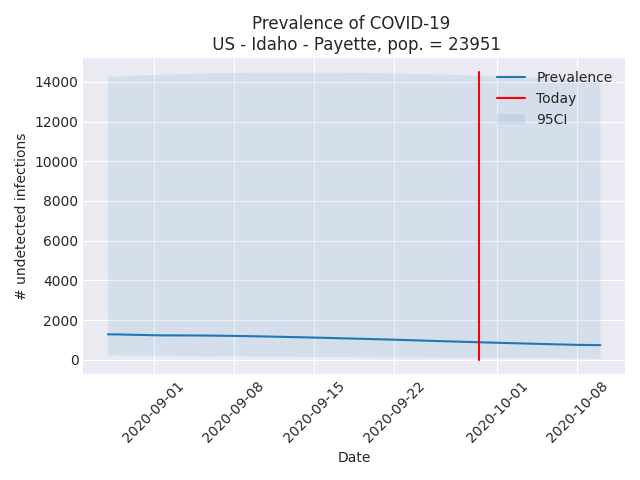 Prevalence of COVID-19
US - Idaho - Payette, pop. = 23951
Prevalence
Today
95CI
# undetected infections
14000
12000
10000
8000
6000
4000
2000
0
2020-09-01
2020-09-08
2020-09-15
2020-09-22
2020-10-01
2020-10-08
Date